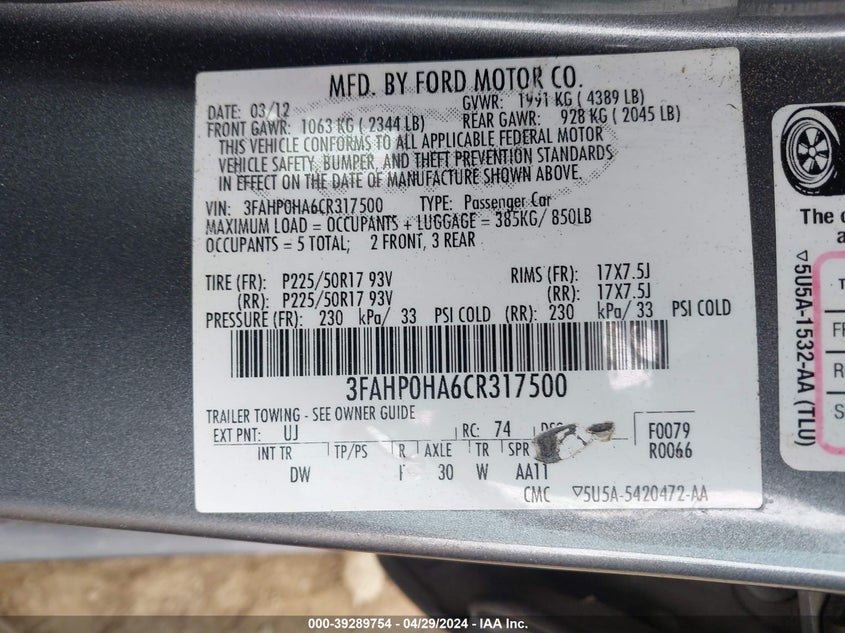 MFD. BY FORD MOTOR CO.
DATE: 03/12
GVWR: 1991 KG ( 4389 LB)
FRONT GAWR: 1063 KG ( 2344 LB)
REAR GAWR: 928 KG ( 2045 LB)
THIS VEHICLE CONFORMS TO ALL APPLICABLE FEDERAL MOTOR
VEHICLE SAFETY, BUMPER, AND THEFT PREVENTION STANDARDS
IN EFFECT ON THE DATE OF MANUFACTURE SHOWN ABOVE.
VIN: 3FAHP0HA6CR317500 TYPE: Passenger Car
MAXIMUM LOAD = OCCUPANTS + LUGGAGE = 385KG/ 850LB
OCCUPANTS = 5 TOTAL; 2 FRONT, 3 REAR
TIRE (FR): P225/50R17 93V RIMS (FR): 17X7.5J
(RR): P225/50R17 93V (RR): 17X7.5J
PRESSURE (FR): 230 kPa/ 33 PSI COLD (RR): 230 kPa/ 33 PSI COLD
3FAHP0HA6CR317500
TRAILER TOWING - SEE OWNER GUIDE
EXT PNT: UJ RC: 74 F0079
R0066
INT TR TP/PS R AXLE TR SPR
DW 30 W AA11
CMC ▽5U5A-5420472-AA
The
▽5U5A-1532-AA (TLU)
000-39289754 - 04/29/2024 - IAA Inc.